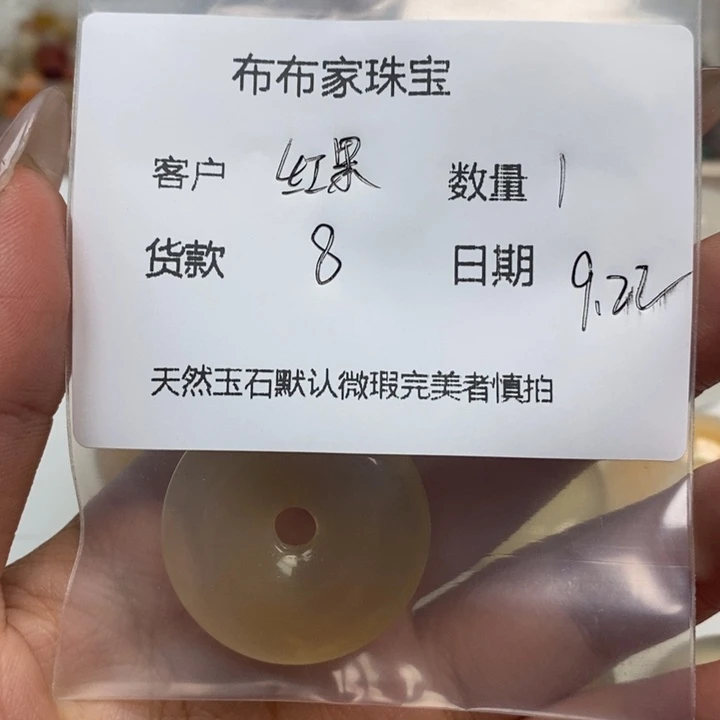 布布家珠宝
客户 红果 数量 1
货款 8 日期 9.22
天然玉石默认微瑕完美者慎拍